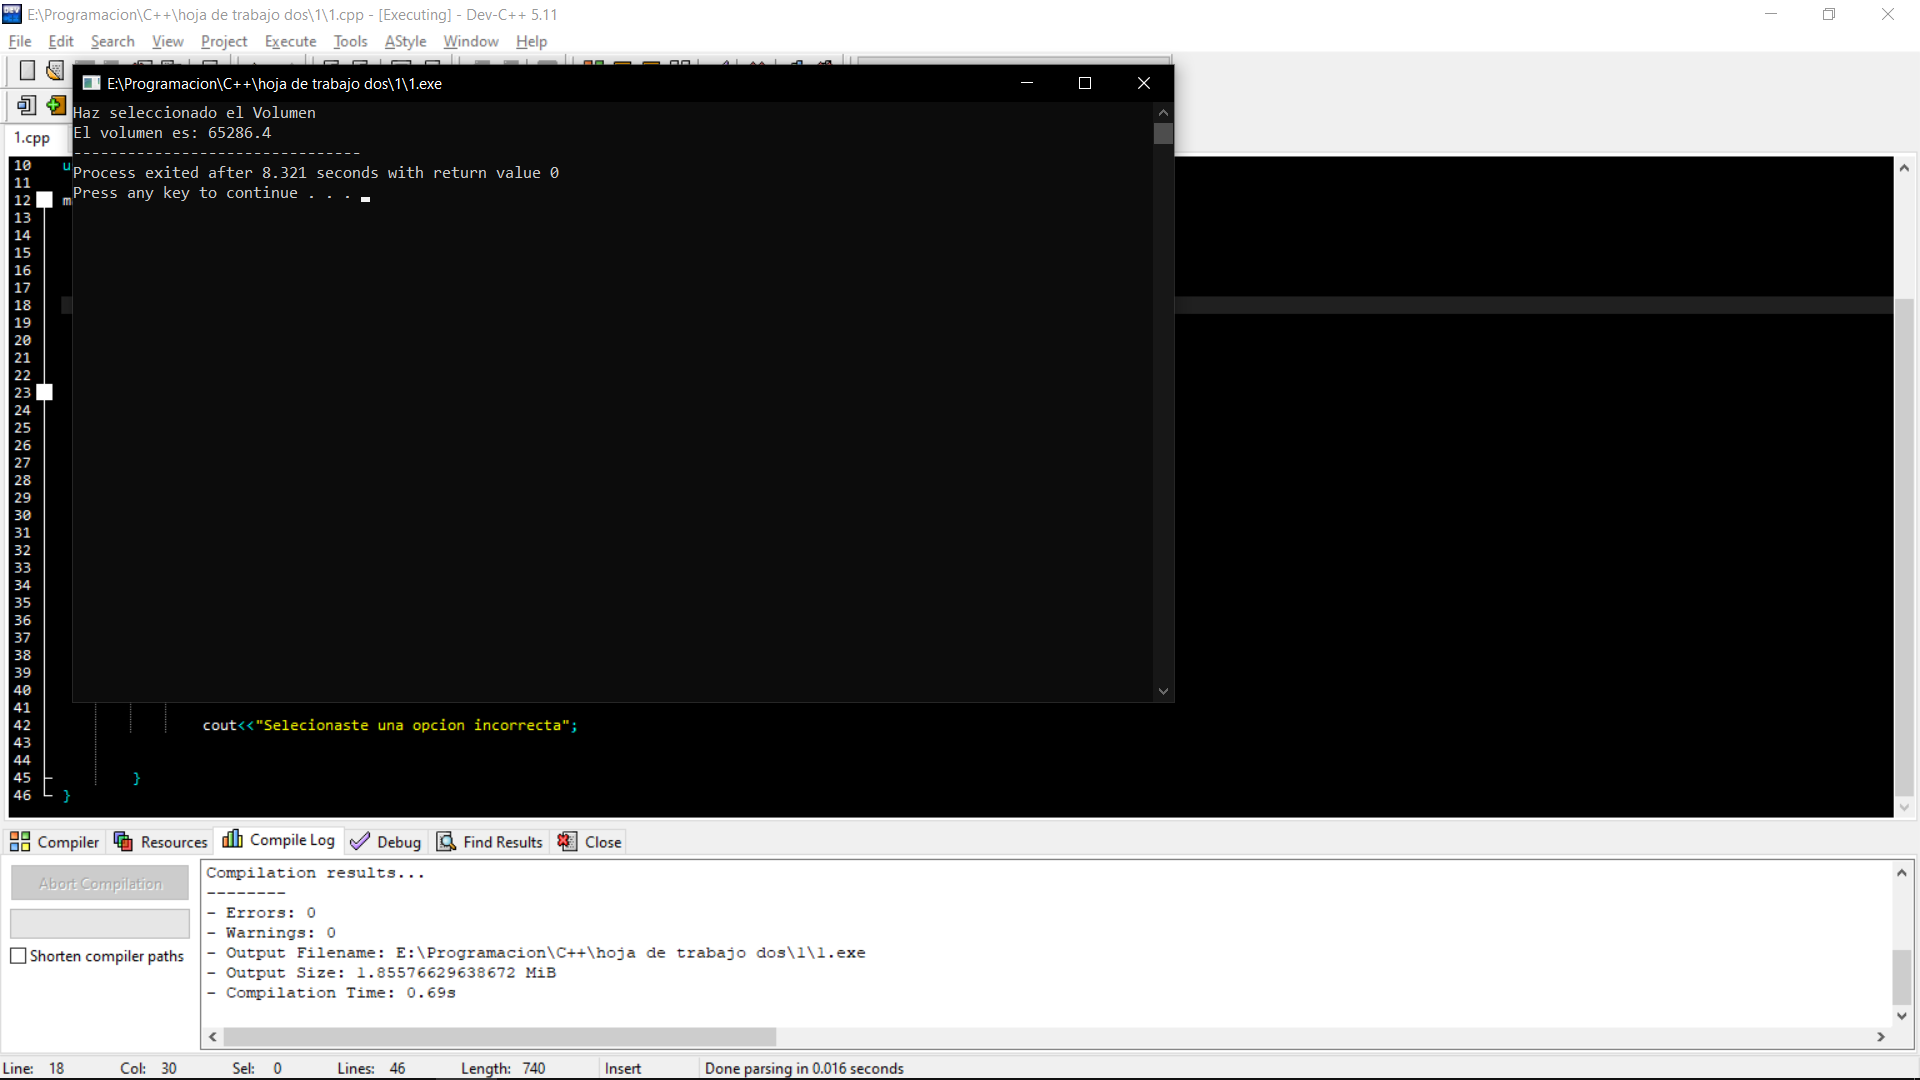 E:\Programacion\C++\hoja de trabajo dos\1\1.cpp - [Executing] - Dev-C++ 5.11
File Edit Search View Project Execute Tools AStyle Window Help
E:\Programacion\C++\hoja de trabajo dos\1\1.exe
Haz seleccionado el Volumen
El volumen es: 65286.4
--------------------------------
Process exited after 8.321 seconds with return value 0
Press any key to continue . . .
1.cpp
10 u
11
12 m
13
14
15
16
17
18
19
20
21
22
23
24
25
26
27
28
29
30
31
32
33
34
35
36
37
38
39
40
41
42 cout<<"Selecionaste una opcion incorrecta";
43
44
45 }
46 }
Compiler Resources Compile Log Debug Find Results Close
Abort Compilation
Shorten compiler paths
Compilation results...
--------
- Errors: 0
- Warnings: 0
- Output Filename: E:\Programacion\C++\hoja de trabajo dos\1\1.exe
- Output Size: 1.85576629638672 MiB
- Compilation Time: 0.69s
Line: 18 Col: 30 Sel: 0 Lines: 46 Length: 740 Insert Done parsing in 0.016 seconds